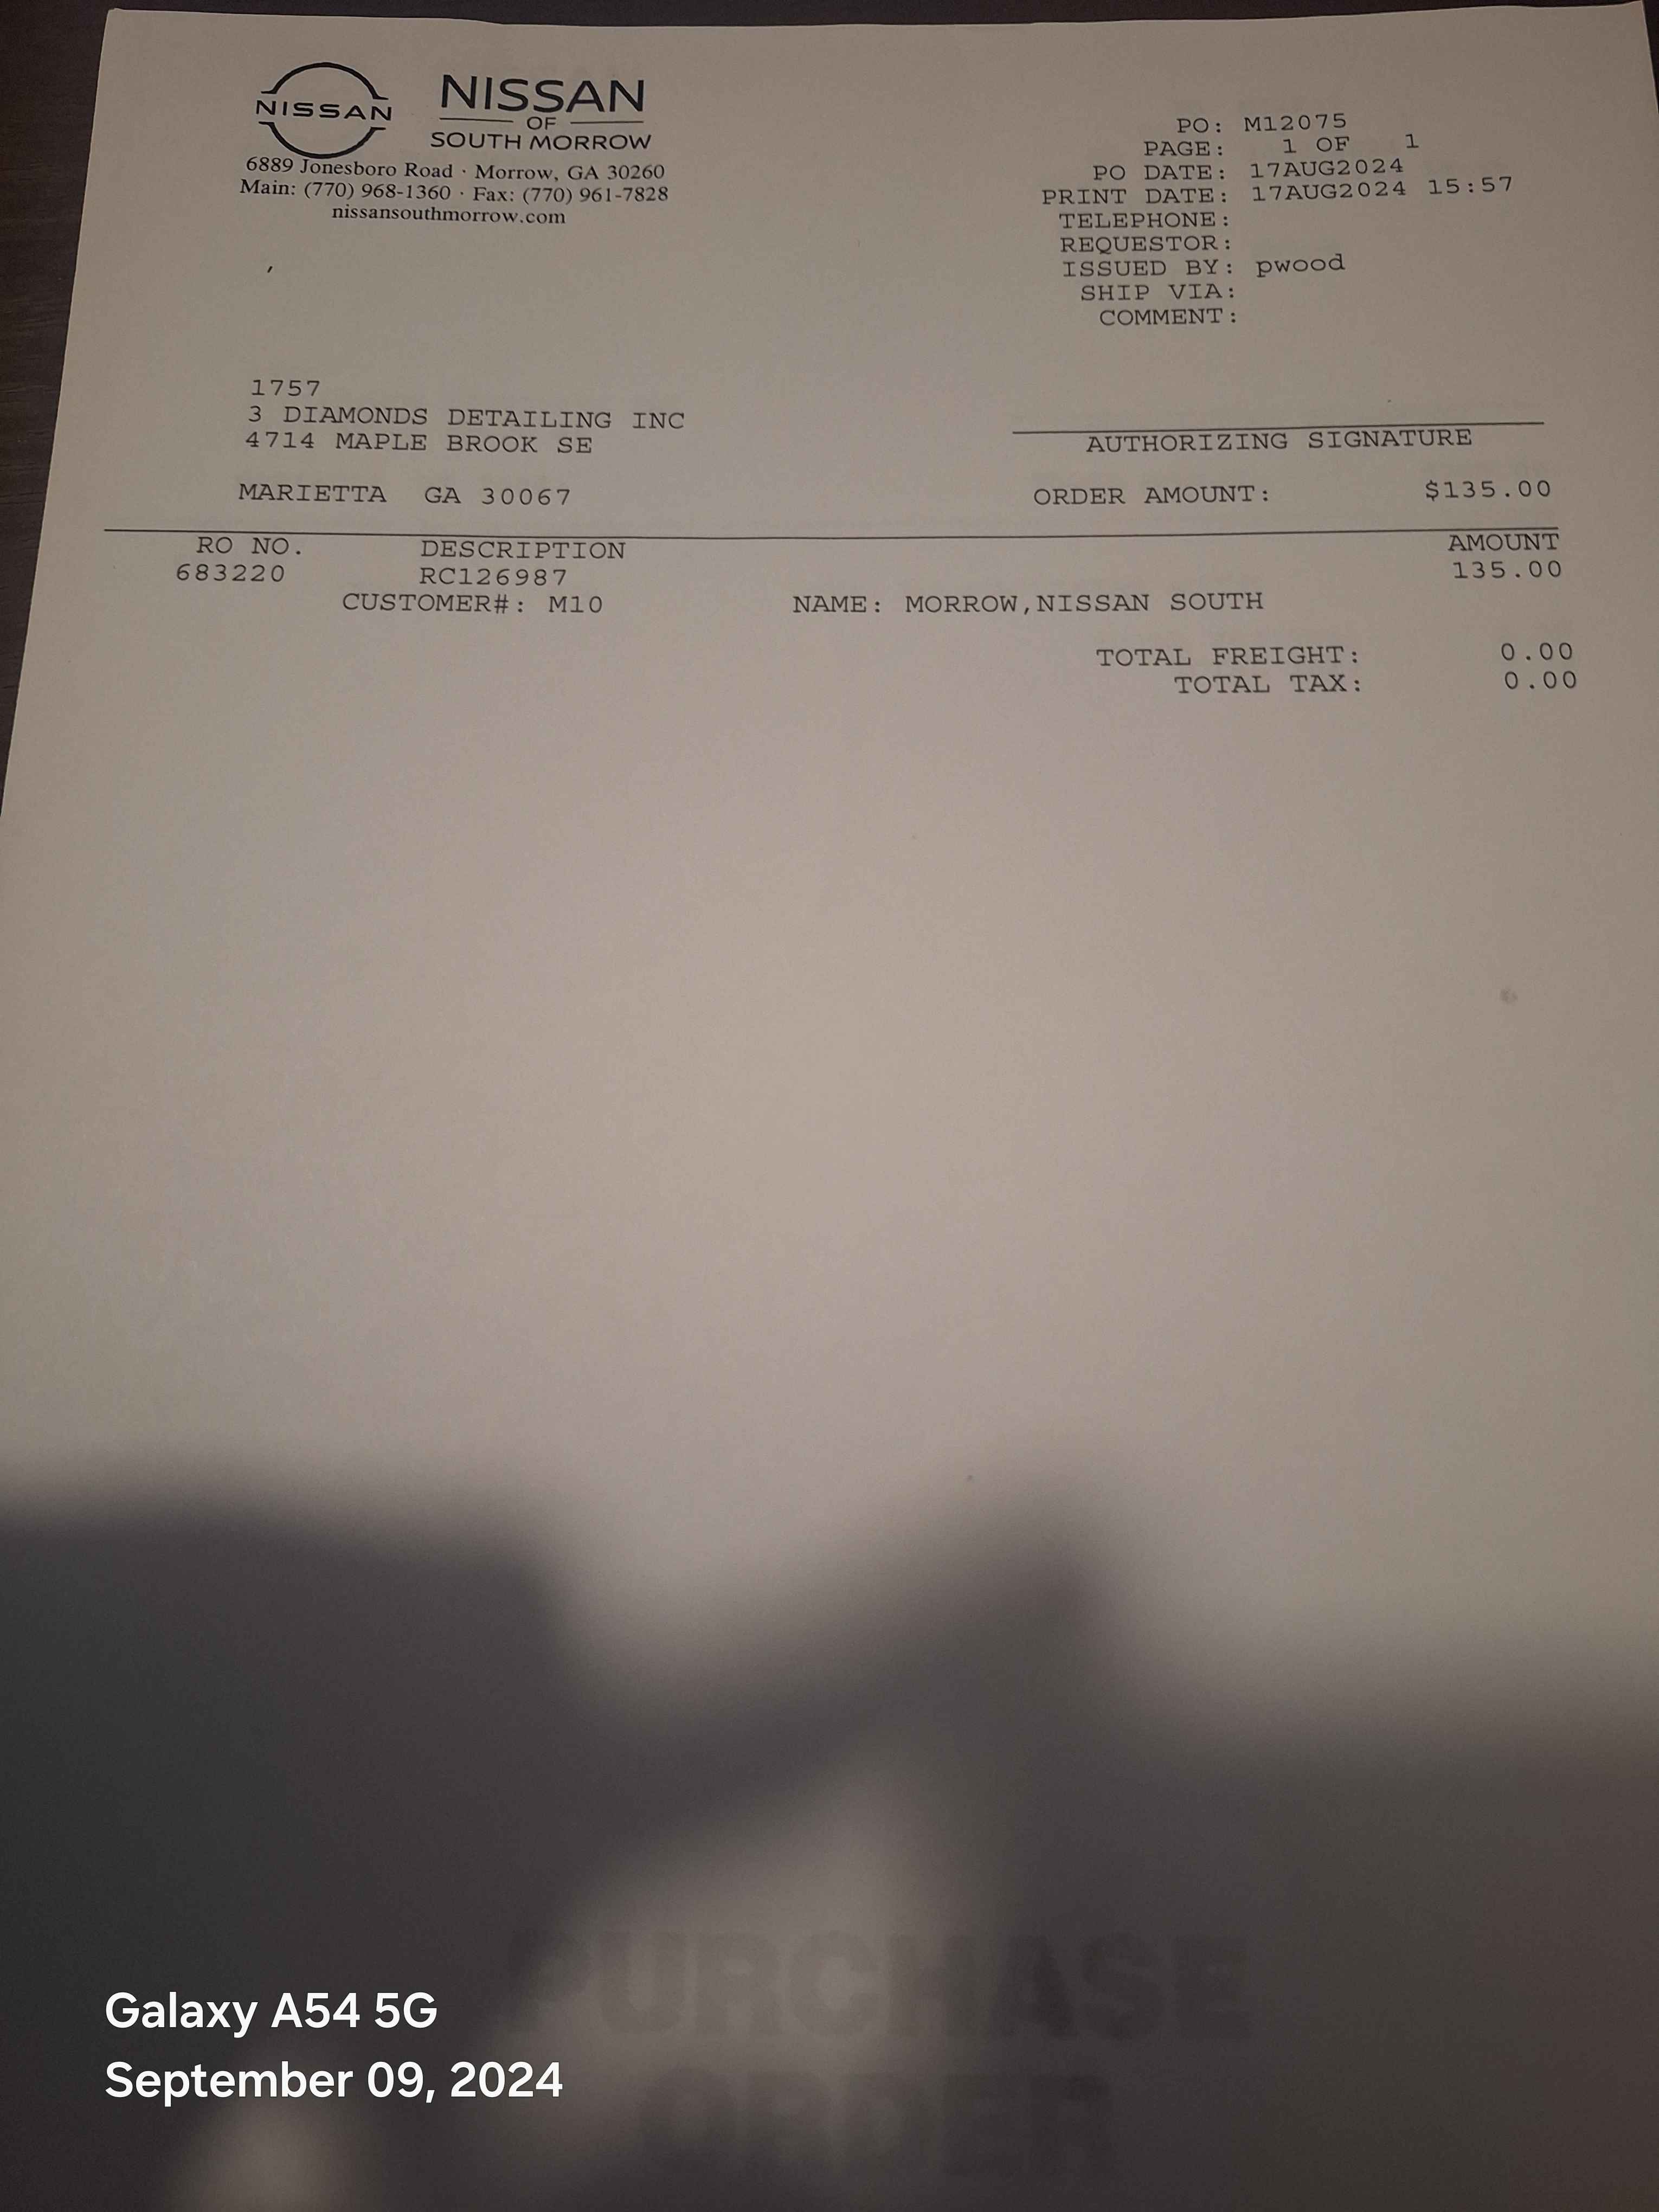 NISSAN
NISSAN
OF
SOUTH MORROW
6889 Jonesboro Road · Morrow, GA 30260
Main: (770) 968-1360 · Fax: (770) 961-7828
nissansouthmorrow.com
PO: M12075
PAGE: 1 OF 1
PO DATE: 17AUG2024
PRINT DATE: 17AUG2024 15:57
TELEPHONE:
REQUESTOR:
ISSUED BY: pwood
SHIP VIA:
COMMENT:
1757
3 DIAMONDS DETAILING INC
4714 MAPLE BROOK SE
MARIETTA GA 30067
AUTHORIZING SIGNATURE
ORDER AMOUNT: $135.00
RO NO. DESCRIPTION AMOUNT
683220 RC126987 135.00
CUSTOMER#: M10 NAME: MORROW,NISSAN SOUTH
TOTAL FREIGHT: 0.00
TOTAL TAX: 0.00
PURCHASE
ORDER
Galaxy A54 5G
September 09, 2024